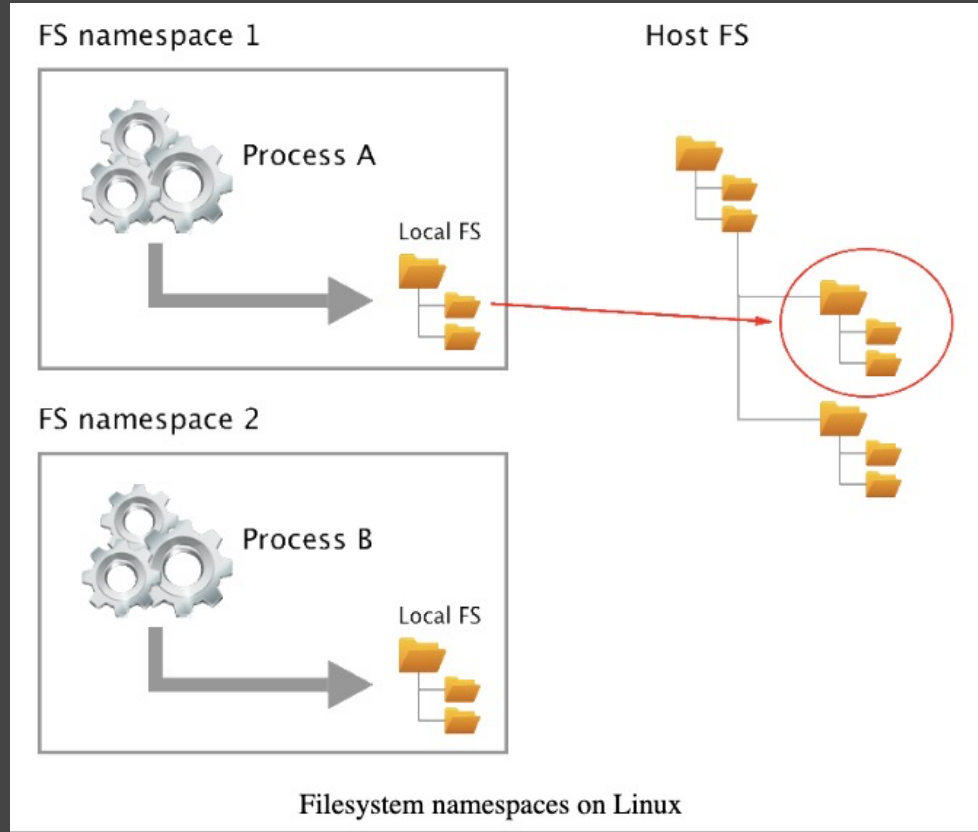 FS namespace 1
Host FS
Process A
Local FS
FS namespace 2
Process B
Local FS
Filesystem namespaces on Linux